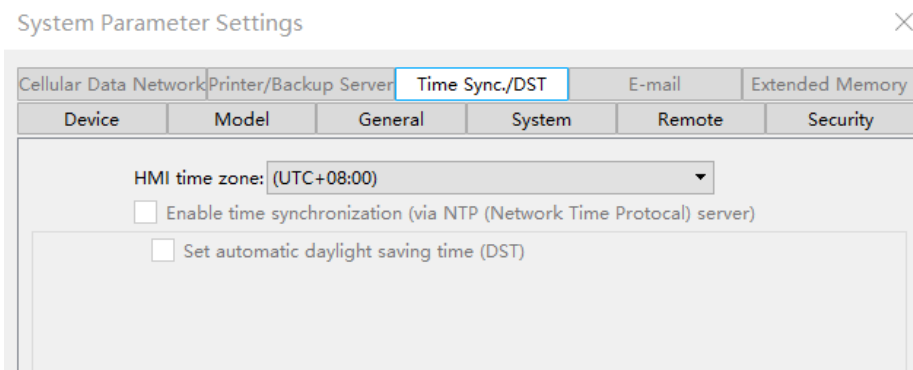 System Parameter Settings
Cellular Data Network Printer/Backup Server Time Sync./DST E-mail Extended Memory
Device Model General System Remote Security
HMI time zone: (UTC+08:00)
Enable time synchronization (via NTP (Network Time Protocal) server)
Set automatic daylight saving time (DST)